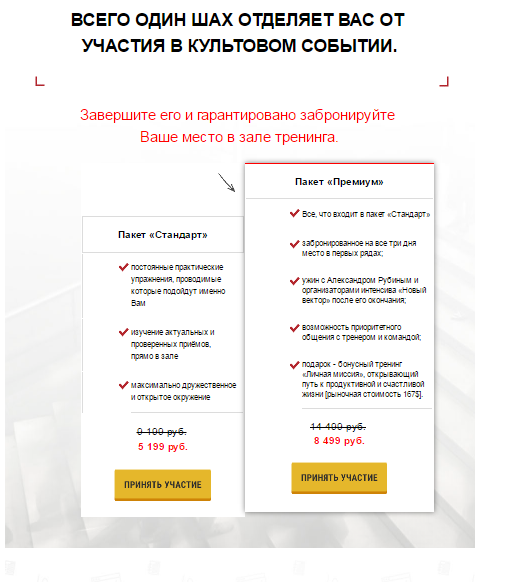 ВСЕГО ОДИН ШАХ ОТДЕЛЯЕТ ВАС ОТ
УЧАСТИЯ В КУЛЬТОВОМ СОБЫТИИ.
Завершите его и гарантировано забронируйте
Ваше место в зале тренинга.
Пакет «Стандарт»
постоянные практические
упражнения, проводимые
которые подойдут именно
Вам
изучение актуальных и
проверенных приёмов,
прямо в зале
максимально дружественное
и открытое окружение
9 199 руб.
5 199 руб.
ПРИНЯТЬ УЧАСТИЕ
Пакет «Премиум»
Все, что входит в пакет «Стандарт»
забронированное на все три дня
место в первых рядах;
ужин с Александром Рубиным и
организаторами интенсива «Новый
вектор» после его окончания;
возможность приоритетного
общения с тренером и командой;
подарок - бонусный тренинг
«Личная миссия», открывающий
путь к продуктивной и счастливой
жизни [рыночная стоимость 167$].
14 499 руб.
8 499 руб.
ПРИНЯТЬ УЧАСТИЕ